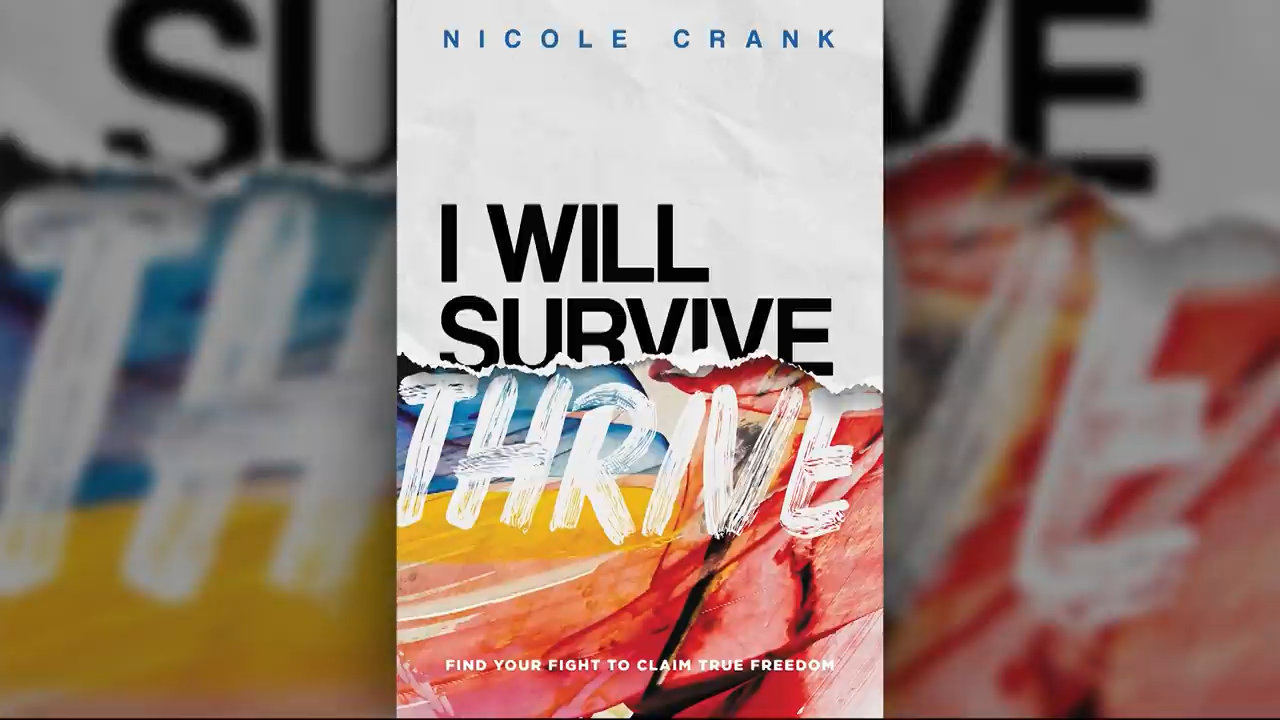 NICOLE CRANK
I WILL
SURVIVE
THRIVE
FIND YOUR FIGHT TO CLAIM TRUE FREEDOM